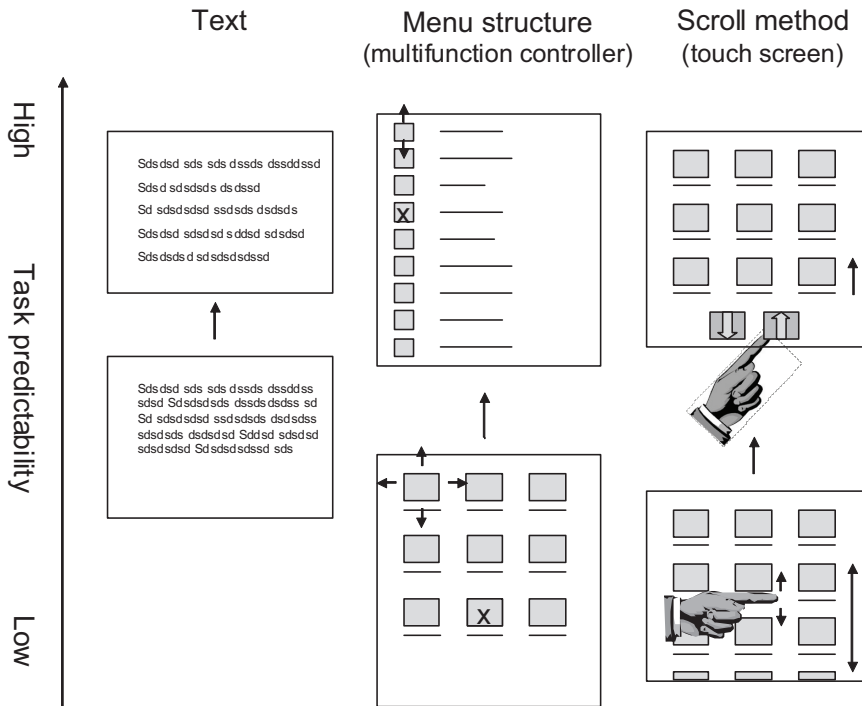 Text
Menu structure
(multifunction controller)
Scroll method
(touch screen)
High
Task predictability
Low
Sdsdsd sds sds dssds dssddssd
Sdsd sdsdsds dsdssd
Sd sdsdsdsd ssdsds dsdsds
Sdsdsd sdsdsd sddsd sdsdsd
Sdsdsdsd sdsdsdsdssd
x
Sdsdsd sds sds dssds dssddss
sdsd Sdsdsdsds dssdsdsdss sd
Sd sdsdsdsd ssdsdsds dsdsdss
sdsdsds dsdsdsd Sddsd sdsdsd
sdsdsdsd Sdsdsdsdssd sds
x